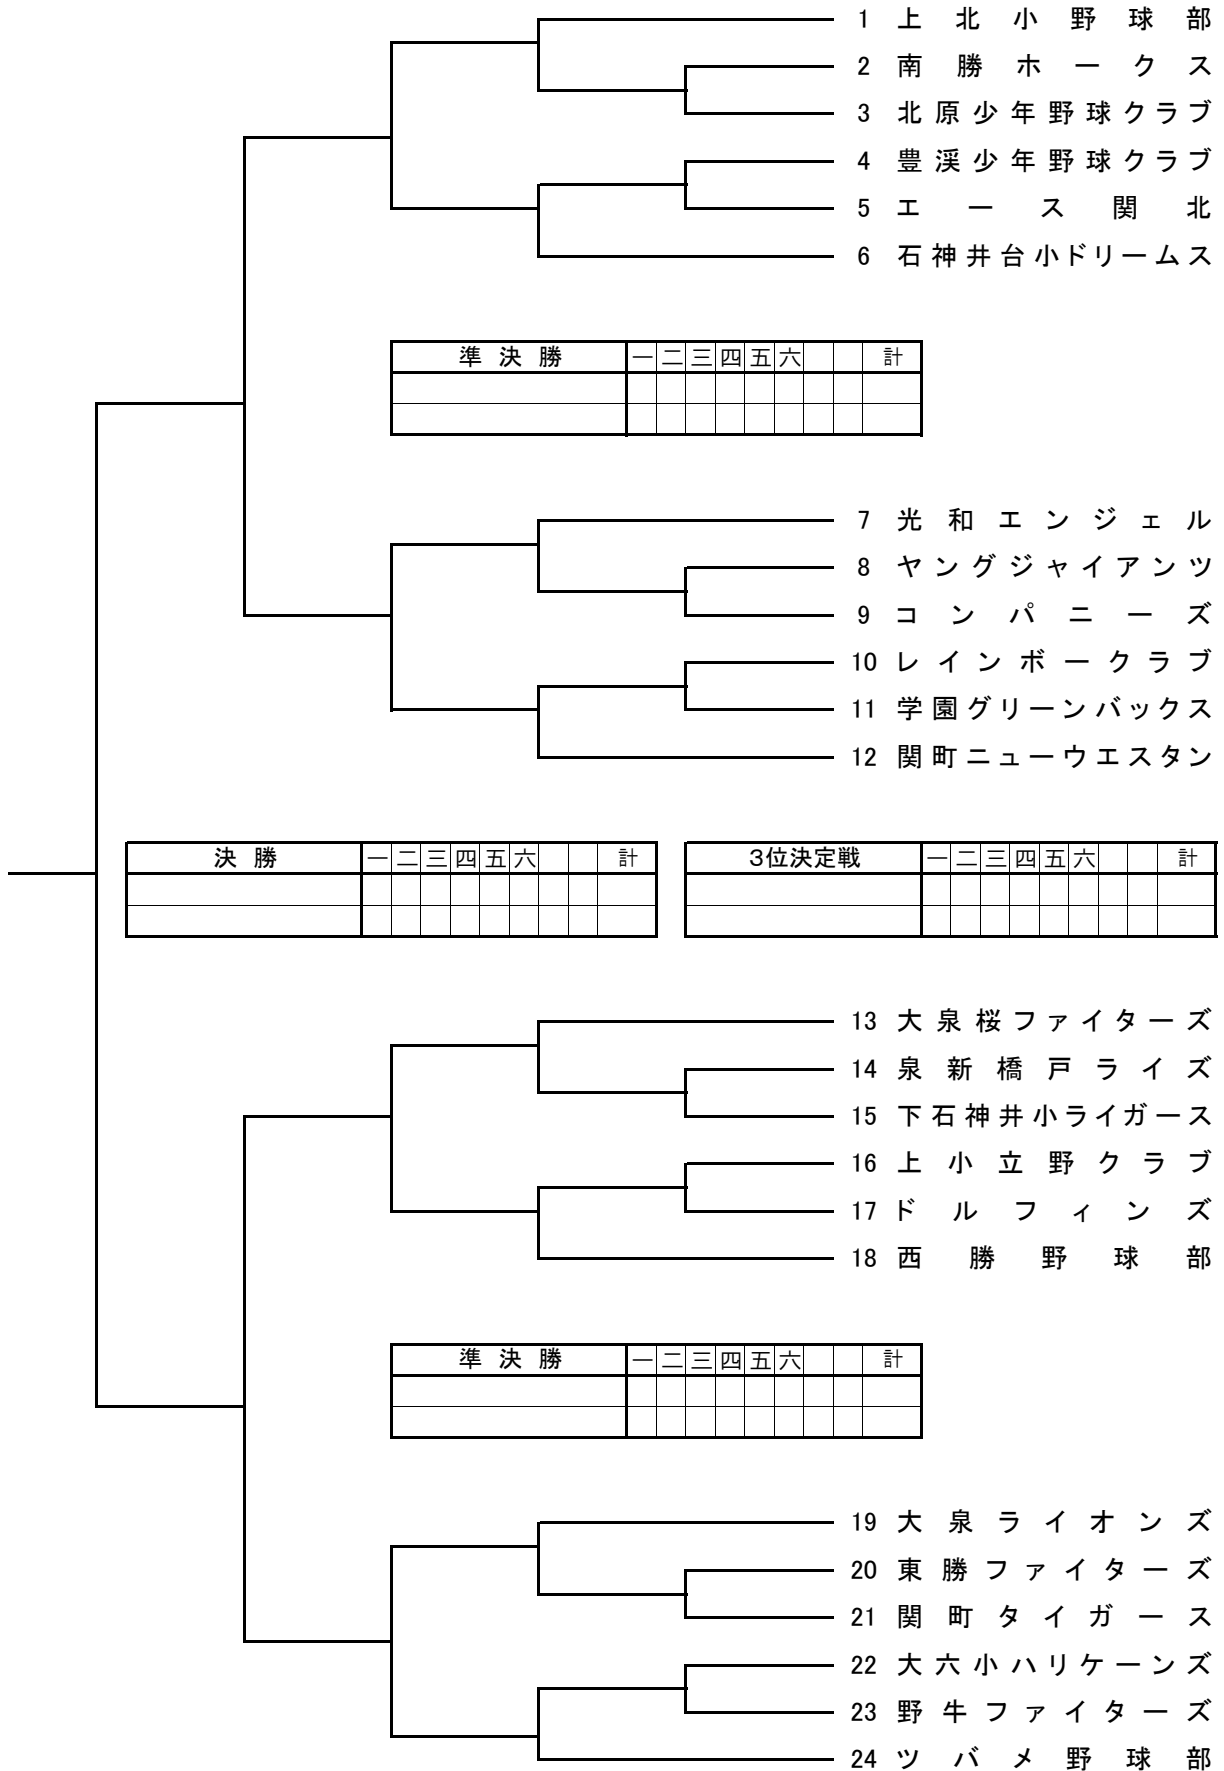 1 上北小野球部
2 南勝ホークス
3 北原少年野球クラブ
4 豊渓少年野球クラブ
5 エース関北
6 石神井台小ドリームス
準決勝 一 二 三 四 五 六 計
7 光和エンジェル
8 ヤングジャイアンツ
9 コンパニーズ
10 レインボークラブ
11 学園グリーンバックス
12 関町ニューウエスタン
決勝 一 二 三 四 五 六 計
3位決定戦 一 二 三 四 五 六 計
13 大泉桜ファイターズ
14 泉新橋戸ライズ
15 下石神井小ライガース
16 上小立野クラブ
17 ドルフィンズ
18 西勝野球部
準決勝 一 二 三 四 五 六 計
19 大泉ライオンズ
20 東勝ファイターズ
21 関町タイガース
22 大六小ハリケーンズ
23 野牛ファイターズ
24 ツバメ野球部